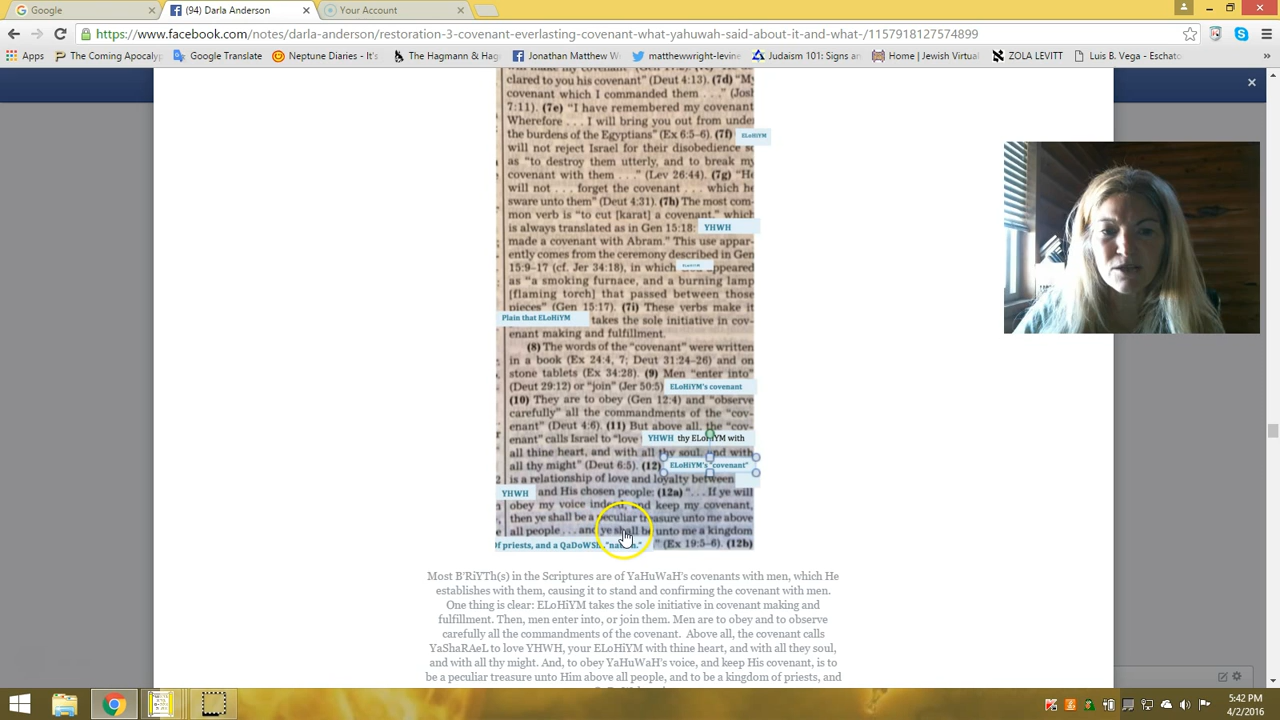 Google
(94) Darla Anderson
Your Account
https://www.facebook.com/notes/darla-anderson/restoration-3-covenant-everlasting-covenant-what-yahuwah-said-about-it-and-what-/1157918127574899
Apps
The Coming Apocalyp
Google Translate
Neptune Directions
The Hagmann and H
Jonathan Matthew W
matthewwright-levine
Judaism 101: Signs an
Home | Jewish Virtual
ZOLA LEVITT
Luis B. Vega - Eschato
clared to you his covenant" (Deut 4:13). (7d) "My
covenant which I commanded them . . ." (Josh
7:11). (7e) "I have remembered my covenant
Wherefore . . . I will bring you out from under
the burdens of the Egyptians" (Ex 6:5–6). (7f) ELoHiYM
will not reject Israel for their disobedience so
as "to destroy them utterly, and to break my
covenant with them . . ." (Lev 26:44). (7g) "He
will not . . . forget the covenant . . . which he
sware unto them" (Deut 4:31). (7h) The most com-
mon verb is "to cut [karat] a covenant," which
is always translated as in Gen 15:18: YHWH
made a covenant with Abram." This use appar-
ently comes from the ceremony described in Gen
15:9–17 (cf. Jer 34:18), in which appeared
as "a smoking furnace, and a burning lamp
[flaming torch] that passed between those
pieces" (Gen 15:17). (7i) These verbs make it
Plain that ELoHiYM takes the sole initiative in cov-
enant making and fulfillment.
(8) The words of the "covenant" were written
in a book (Ex 24:4, 7; Deut 31:24–26) and on
stone tablets (Ex 34:28). (9) Men "enter into"
(Deut 29:12) or "join" (Jer 50:5) ELoHiYM's covenant
(10) They are to obey (Gen 12:4) and "observe
carefully" all the commandments of the "cov-
enant" (Deut 4:6). (11) But above all, the "cov-
enant" calls Israel to "love YHWH thy ELoHiYM with
all thine heart, and with all thy soul, and with
all thy might" (Deut 6:5). (12) ELoHiYM's "covenant"
is a relationship of love and loyalty between
YHWH and His chosen people: (12a) ". . . If ye will
obey my voice indeed, and keep my covenant,
then ye shall be a peculiar treasure unto me above
all people . . . and ye shall be unto me a kingdom
Of priests, and a QaDoWSh "nation." " (Ex 19:5–6). (12b)
Most B'RiYTh(s) in the Scriptures are of YaHuWaH's covenants with men, which He
establishes with them, causing it to stand and confirming the covenant with men.
One thing is clear: ELoHiYM takes the sole initiative in covenant making and
fulfillment. Then, men enter into, or join them. Men are to obey and to observe
carefully all the commandments of the covenant. Above all, the covenant calls
YaShaRAeL to love YHWH, your ELoHiYM with thine heart, and with all they soul,
and with all thy might. And, to obey YaHuWaH's voice, and keep His covenant, is to
be a peculiar treasure unto Him above all people, and to be a kingdom of priests, and
5:42 PM
4/2/2016